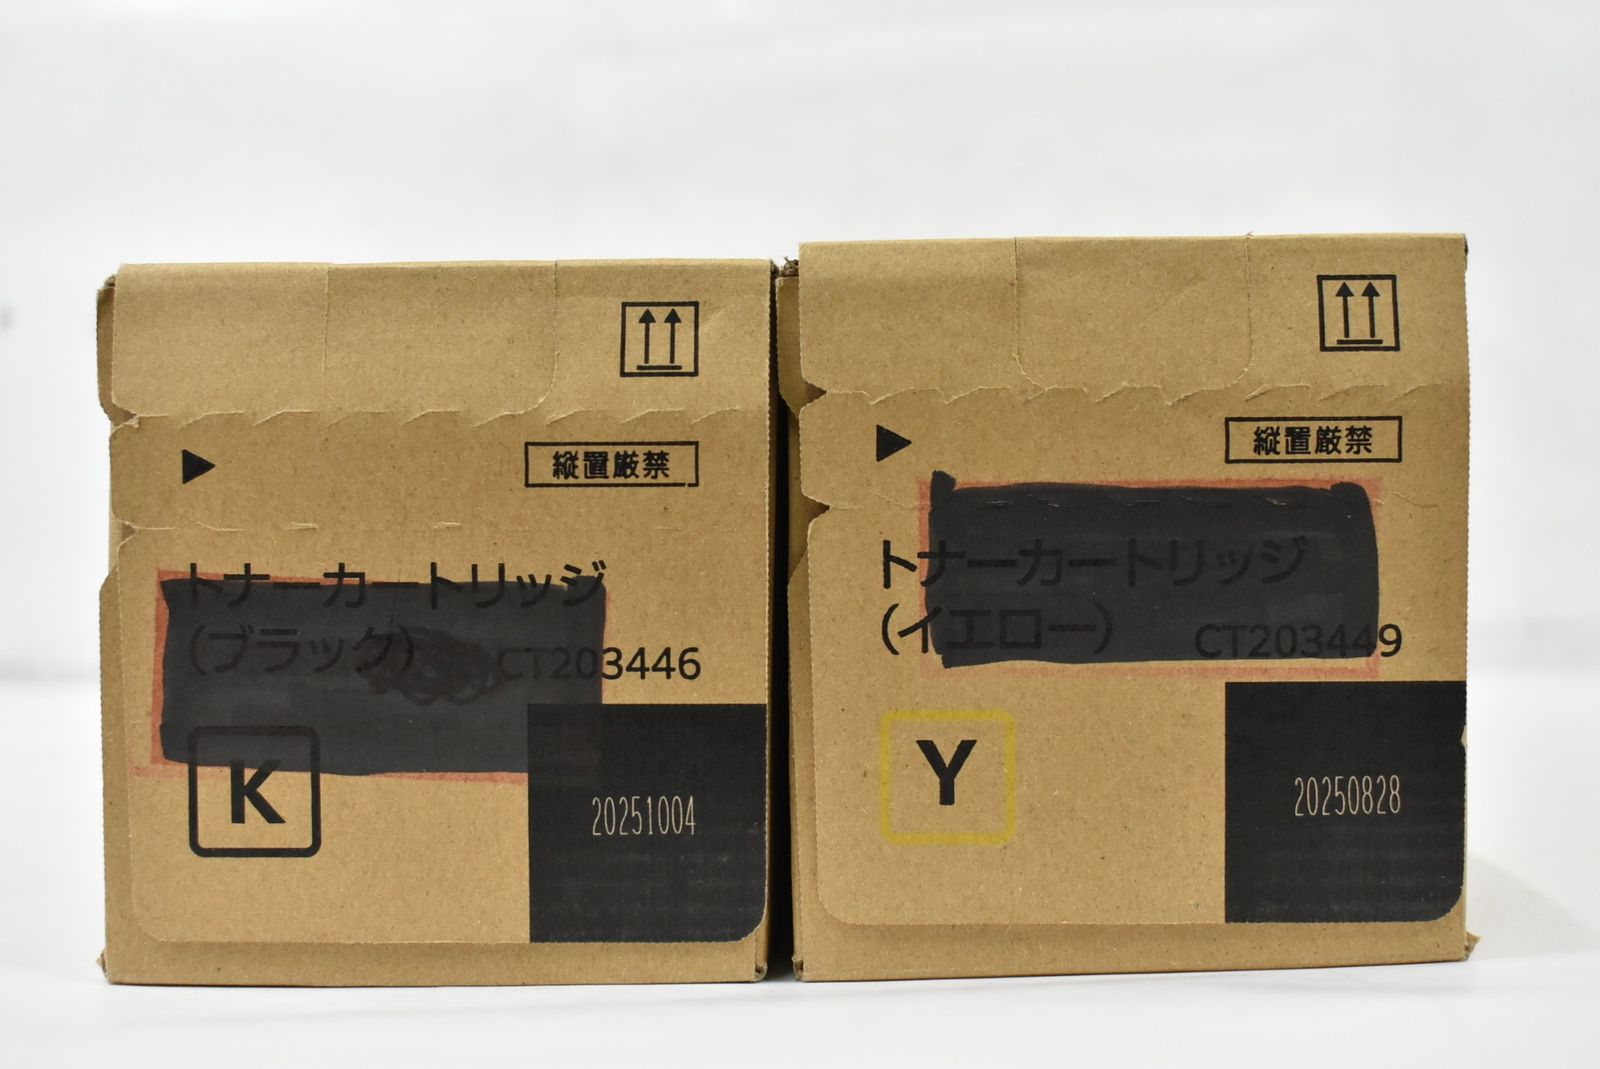 縦置厳禁
トナーカートリッジ
(ブラック)
CT203446
K
20251004
縦置厳禁
トナーカートリッジ
(イエロー)
CT203449
Y
20250828